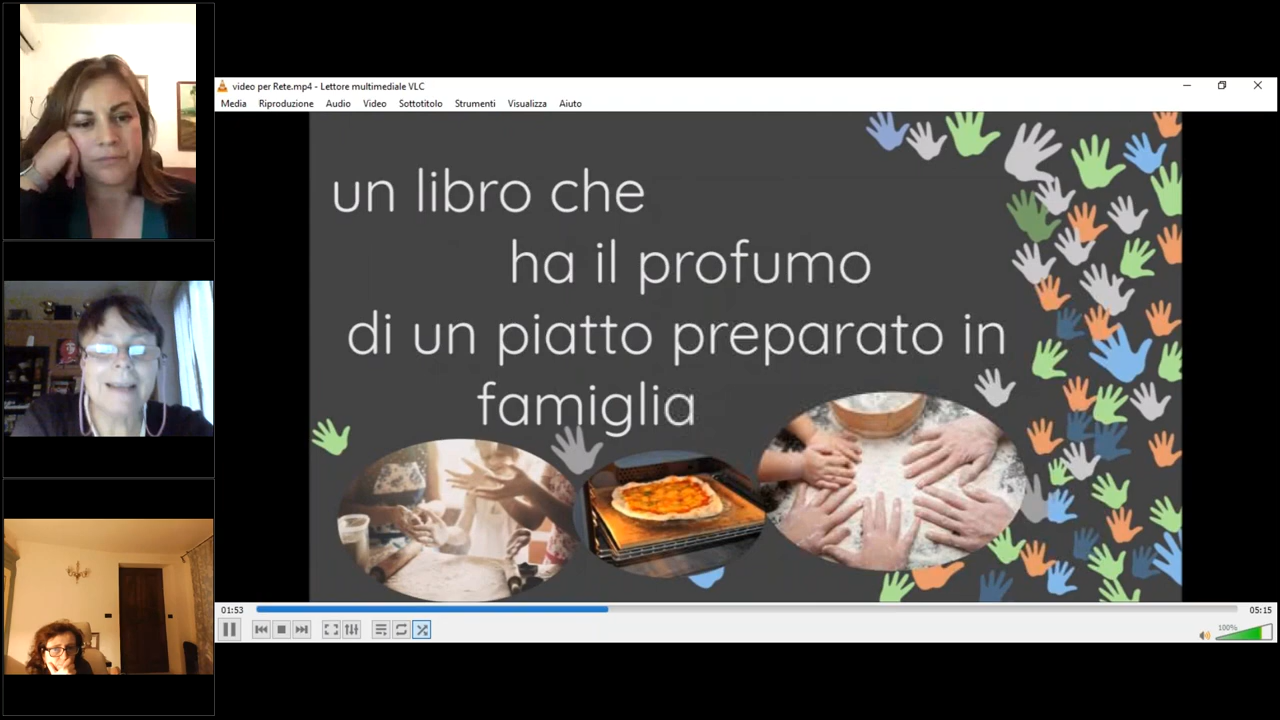 video per Rete.mp4 - Lettore multimediale VLC
Media Riproduzione Audio Video Sottotitolo Strumenti Visualizza Aiuto
un libro che
ha il profumo
di un piatto preparato in
famiglia
01:53
05:15
100%